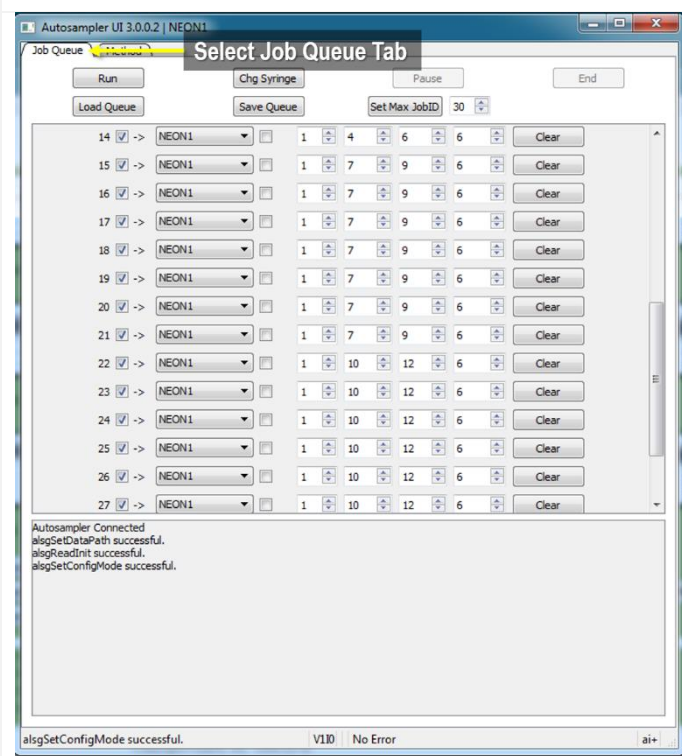 Autosampler UI 3.0.0.2 | NEON1
Job Queue Method Select Job Queue Tab
Run Chg Syringe Pause End
Load Queue Save Queue Set Max JobID 30
14 -> NEON1 1 4 6 6 Clear
15 -> NEON1 1 7 9 6 Clear
16 -> NEON1 1 7 9 6 Clear
17 -> NEON1 1 7 9 6 Clear
18 -> NEON1 1 7 9 6 Clear
19 -> NEON1 1 7 9 6 Clear
20 -> NEON1 1 7 9 6 Clear
21 -> NEON1 1 7 9 6 Clear
22 -> NEON1 1 10 12 6 Clear
23 -> NEON1 1 10 12 6 Clear
24 -> NEON1 1 10 12 6 Clear
25 -> NEON1 1 10 12 6 Clear
26 -> NEON1 1 10 12 6 Clear
27 -> NEON1 1 10 12 6 Clear
Autosampler Connected
alsgSetDataPath successful.
alsgReadInit successful.
alsgSetConfigMode successful.
alsgSetConfigMode successful. V1I0 No Error ai+